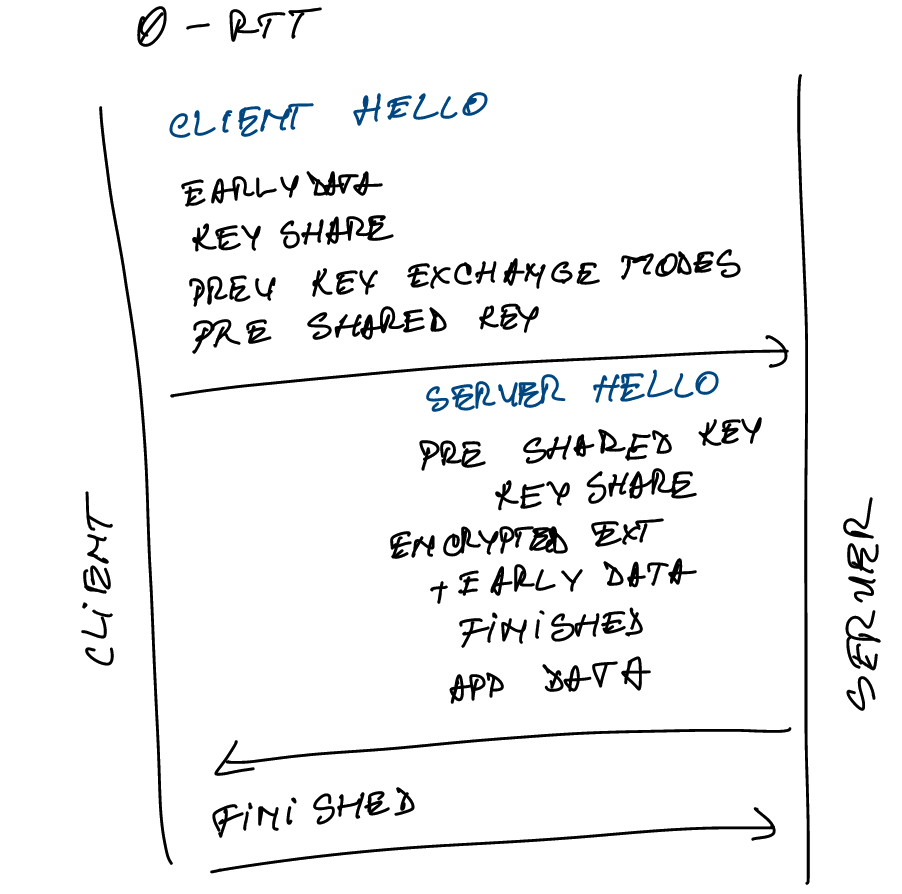 0 - RTT
CLIENT HELLO
EARLY DATA
KEY SHARE
KEY EXCHANGE MODES
PRE SHARED KEY
SERVER HELLO
PRE SHARED KEY
KEY SHARE
ENCRYPTED EXT
+ EARLY DATA
FINISHED
APP DATA
FINISHED
CLIENT
SERVER